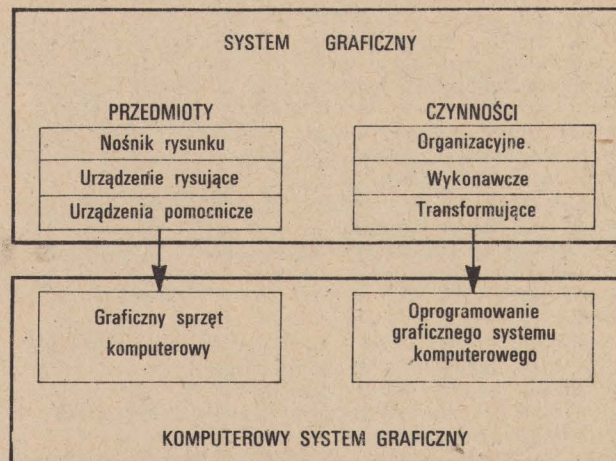 SYSTEM GRAFICZNY
PRZEDMIOTY
Nośnik rysunku
Urządzenie rysujące
Urządzenia pomocnicze
CZYNNOŚCI
Organizacyjne
Wykonawcze
Transformujące
Graficzny sprzęt
komputerowy
Oprogramowanie
graficznego systemu
komputerowego
KOMPUTEROWY SYSTEM GRAFICZNY